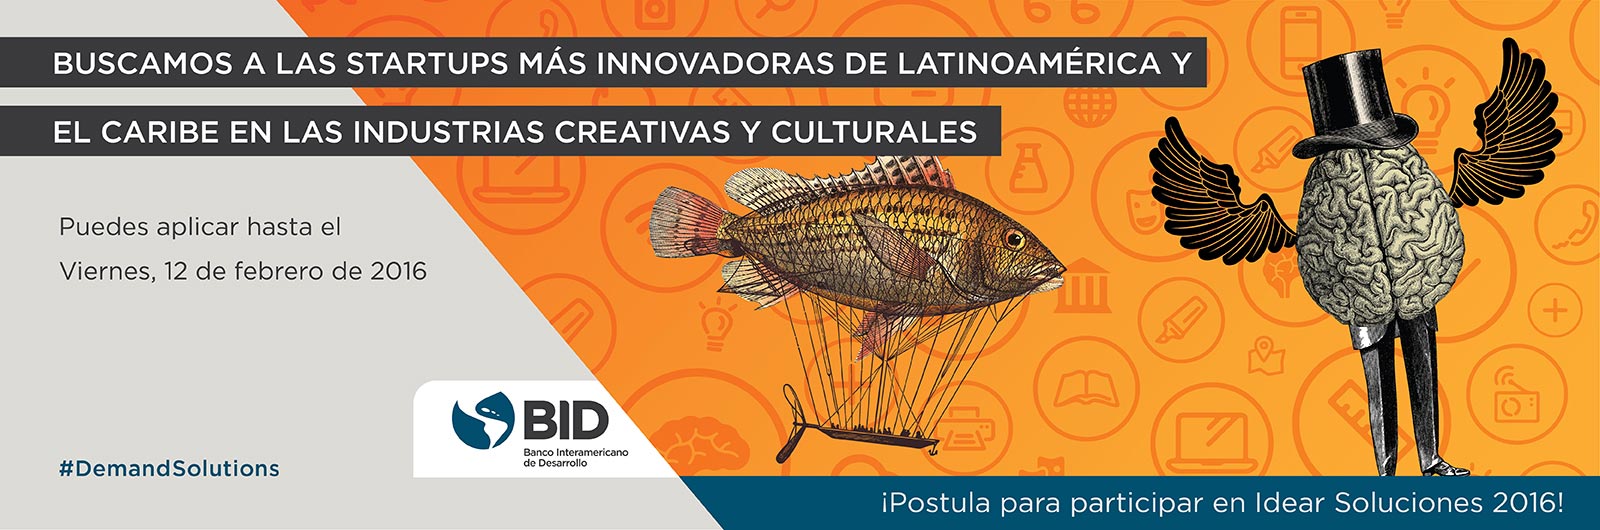 BUSCAMOS A LAS STARTUPS MÁS INNOVADORAS DE LATINOAMÉRICA Y
EL CARIBE EN LAS INDUSTRIAS CREATIVAS Y CULTURALES
Puedes aplicar hasta el
Viernes, 12 de febrero de 2016
BID
Banco Interamericano
de Desarrollo
#DemandSolutions
¡Postula para participar en Idear Soluciones 2016!